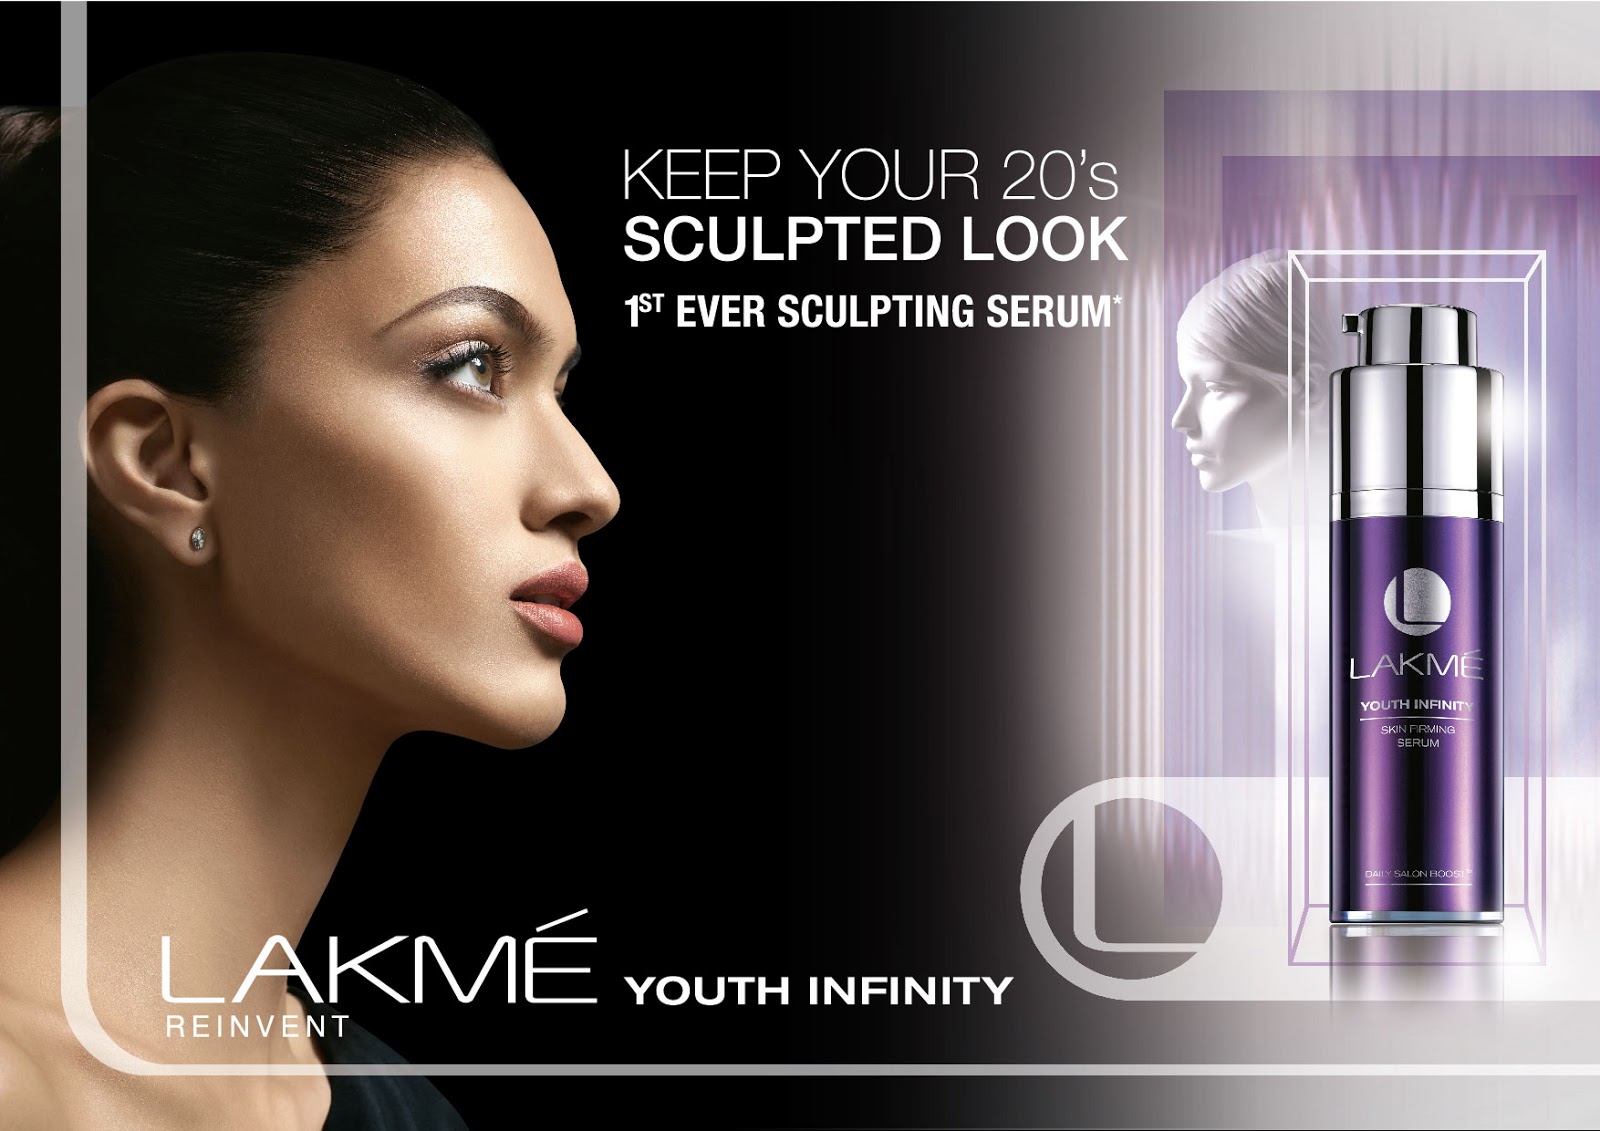 KEEP YOUR 20's
SCULPTED LOOK
1ST EVER SCULPTING SERUM*
LAKMÉ
YOUTH INFINITY
SKIN FIRMING
SERUM
DAILY SALON BOOST
LAKMÉ YOUTH INFINITY
REINVENT